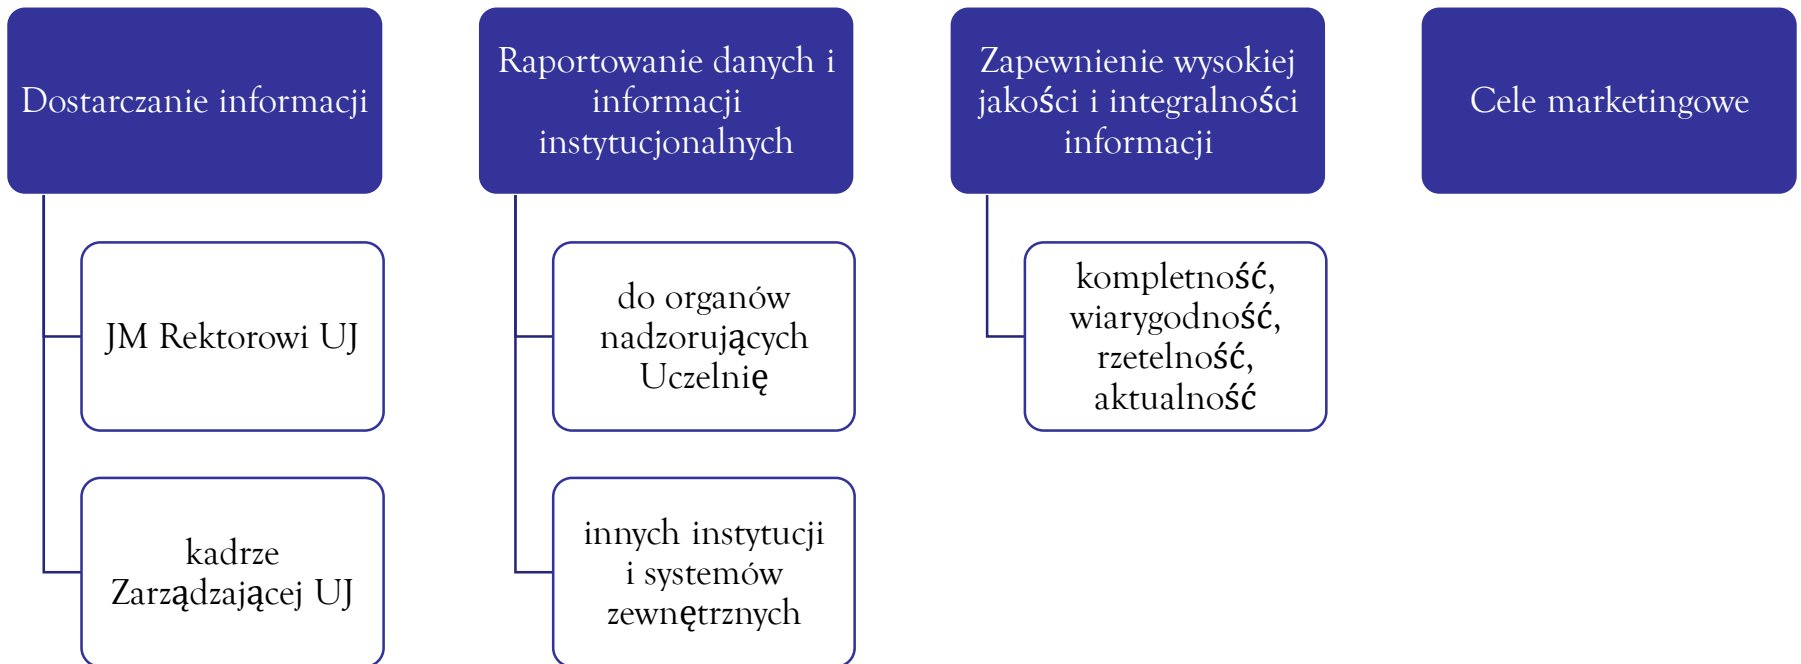 Dostarczanie informacji
JM Rektorowi UJ
kadrze
Zarządzającej UJ
Raportowanie danych i
informacji
instytucjonalnych
do organów
nadzorujących
Uczelnię
innych instytucji
i systemów
zewnętrznych
Zapewnienie wysokiej
jakości i integralności
informacji
kompletność,
wiarygodność,
rzetelność,
aktualność
Cele marketingowe